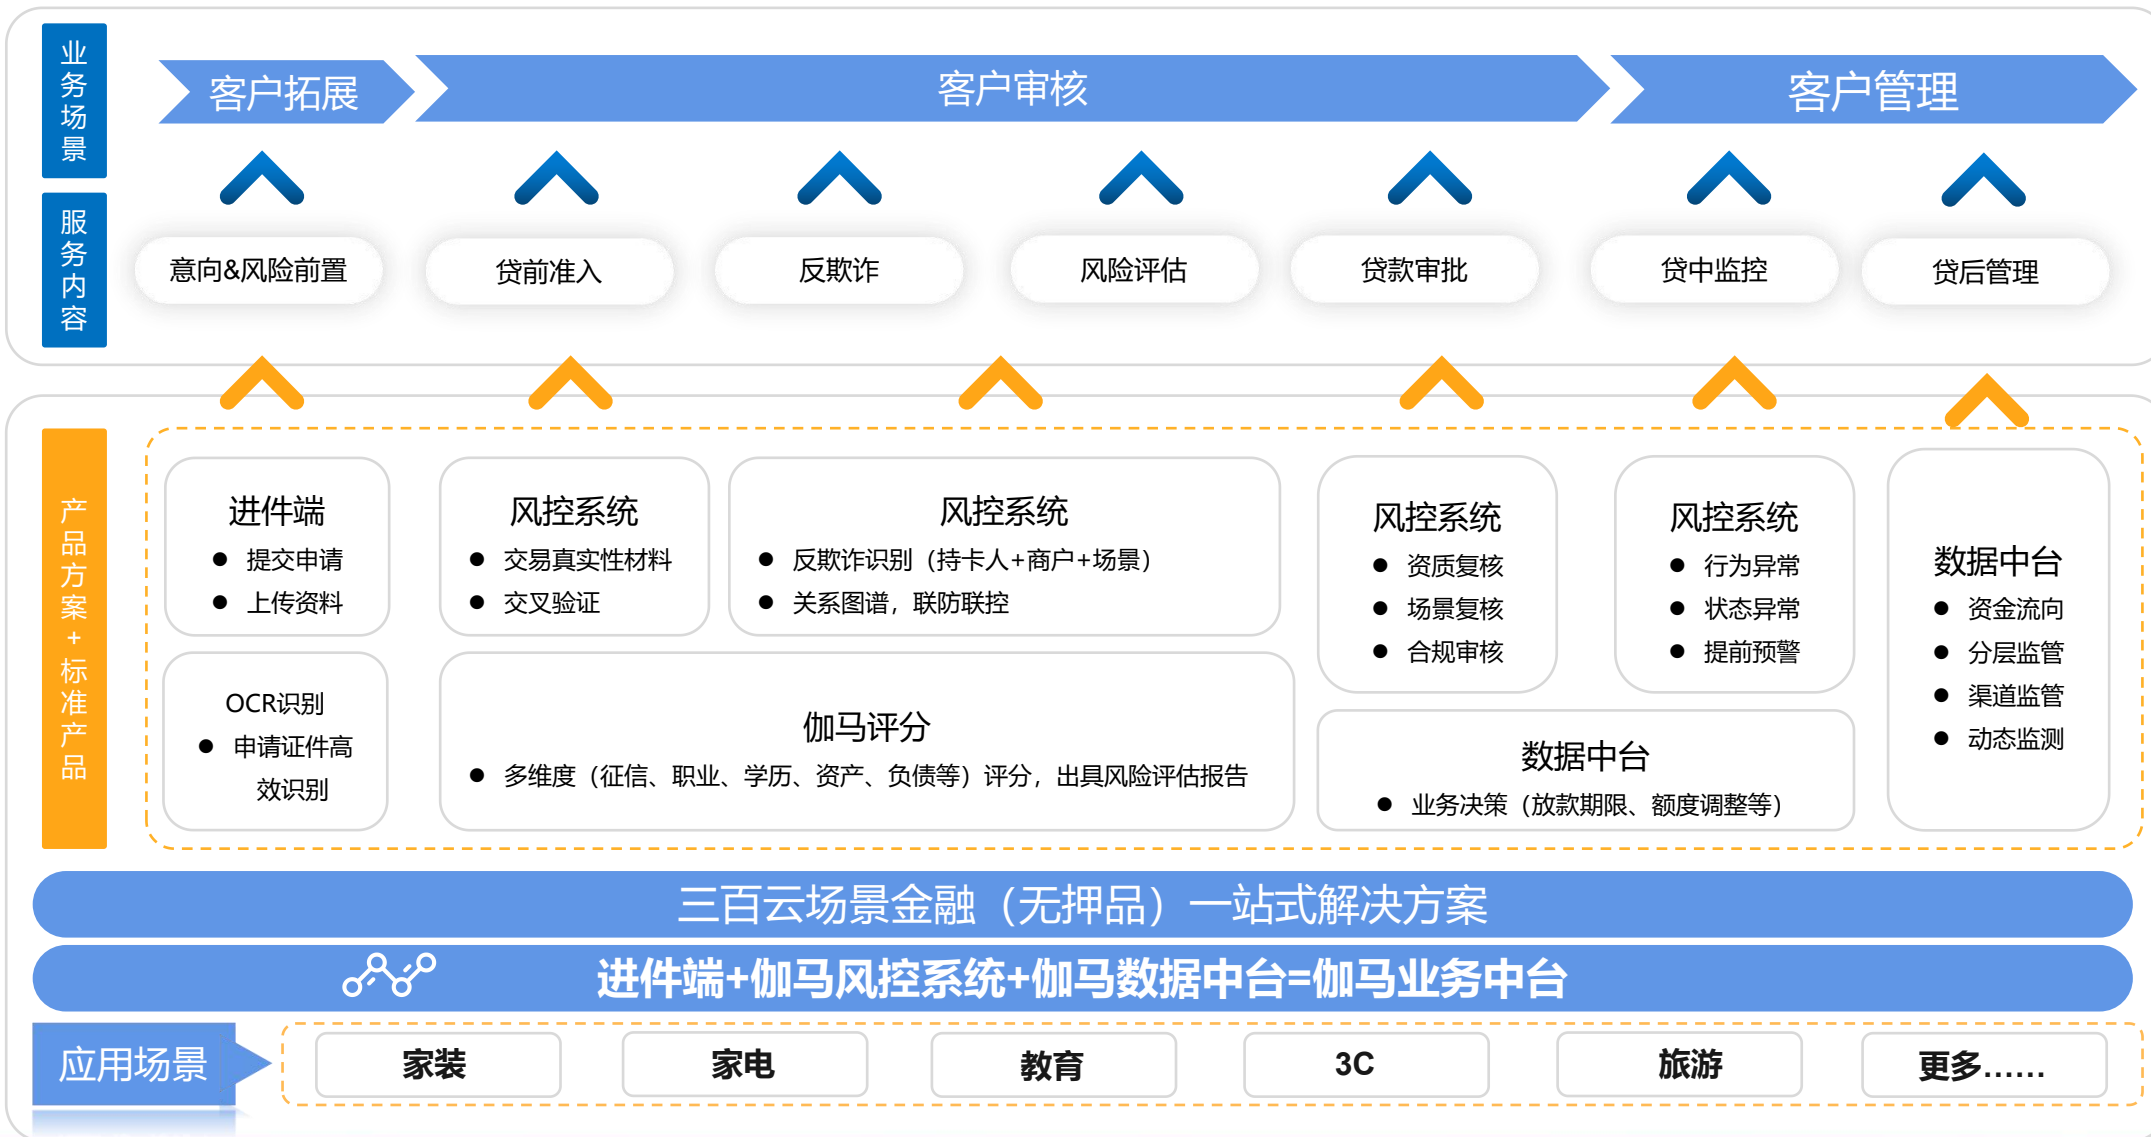 业务场景
客户拓展
客户审核
客户管理
服务内容
意向&风险前置
贷前准入
反欺诈
风险评估
贷款审批
贷中监控
贷后管理
产品方案+标准产品
进件端
● 提交申请
● 上传资料
OCR识别
● 申请证件高
效识别
风控系统
● 交易真实性材料
● 交叉验证
风控系统
● 反欺诈识别（持卡人+商户+场景）
● 关系图谱，联防联控
伽马评分
● 多维度（征信、职业、学历、资产、负债等）评分，出具风险评估报告
风控系统
● 资质复核
● 场景复核
● 合规审核
风控系统
● 行为异常
● 状态异常
● 提前预警
数据中台
● 业务决策（放款期限、额度调整等）
数据中台
● 资金流向
● 分层监管
● 渠道监管
● 动态监测
三百云场景金融（无押品）一站式解决方案
进件端+伽马风控系统+伽马数据中台=伽马业务中台
应用场景
家装
家电
教育
3C
旅游
更多......